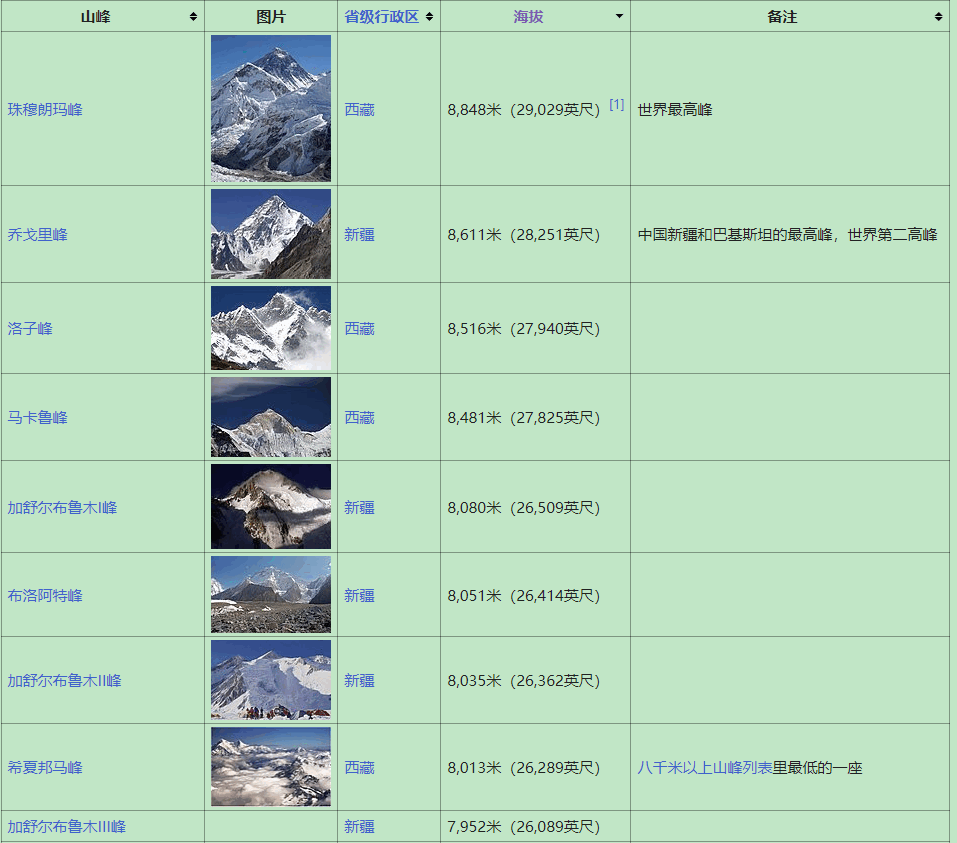 山峰 图片 省级行政区 海拔 备注
珠穆朗玛峰 西藏 8,848米（29,029英尺）[1] 世界最高峰
乔戈里峰 新疆 8,611米（28,251英尺） 中国新疆和巴基斯坦的最高峰，世界第二高峰
洛子峰 西藏 8,516米（27,940英尺）
马卡鲁峰 西藏 8,481米（27,825英尺）
加舒尔布鲁木I峰 新疆 8,080米（26,509英尺）
布洛阿特峰 新疆 8,051米（26,414英尺）
加舒尔布鲁木II峰 新疆 8,035米（26,362英尺）
希夏邦马峰 西藏 8,013米（26,289英尺） 八千米以上山峰列表里最低的一座
加舒尔布鲁木III峰 新疆 7,952米（26,089英尺）